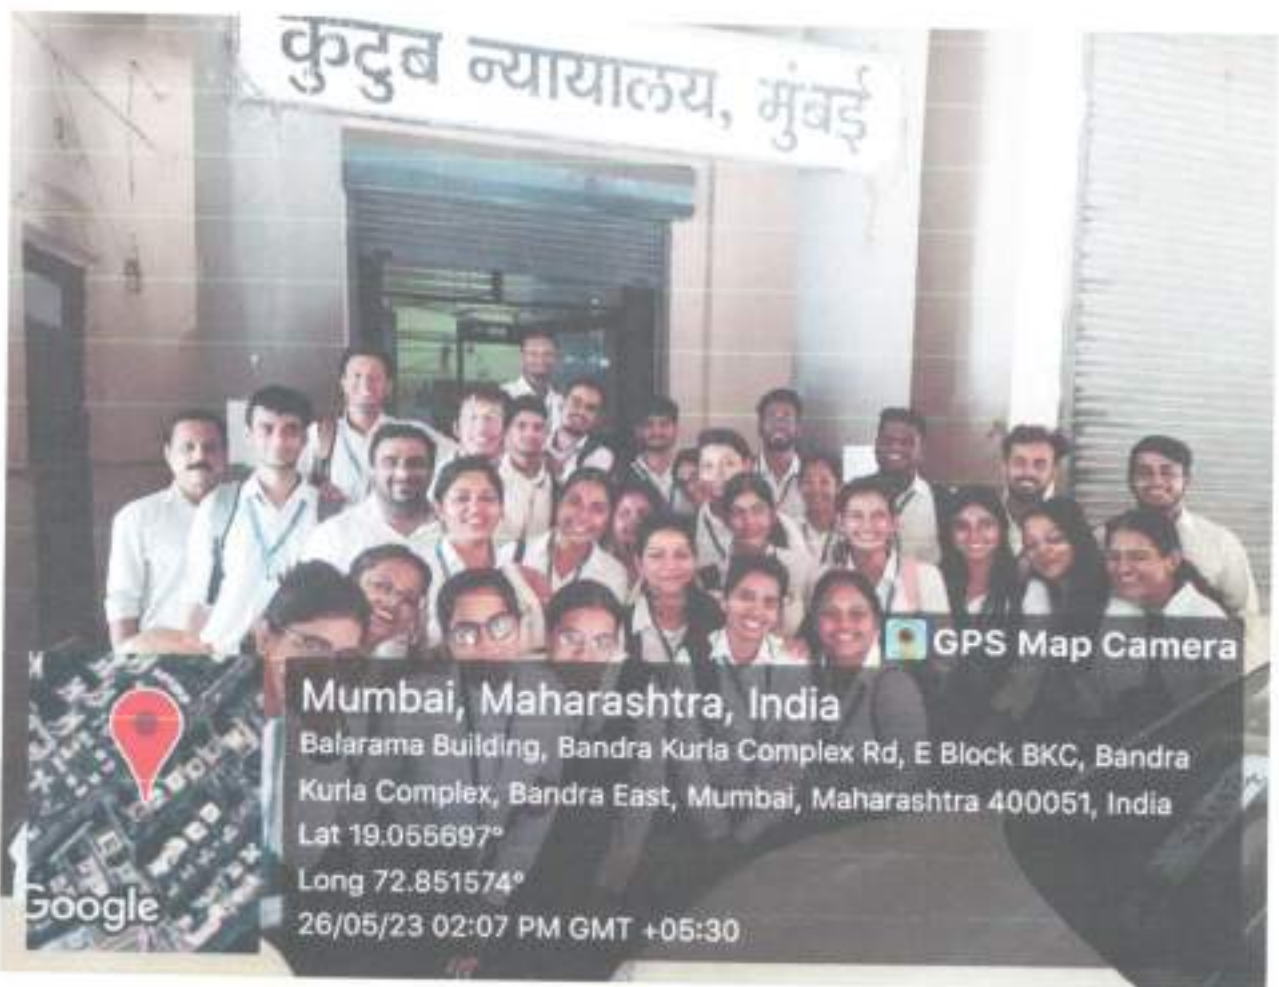 कुटुंब न्यायालय, मुंबई
GPS Map Camera
Mumbai, Maharashtra, India
Balarama Building, Bandra Kurla Complex Rd, E Block BKC, Bandra
Kurla Complex, Bandra East, Mumbai, Maharashtra 400051, India
Lat 19.055697°
Long 72.851574°
26/05/23 02:07 PM GMT +05:30
Google